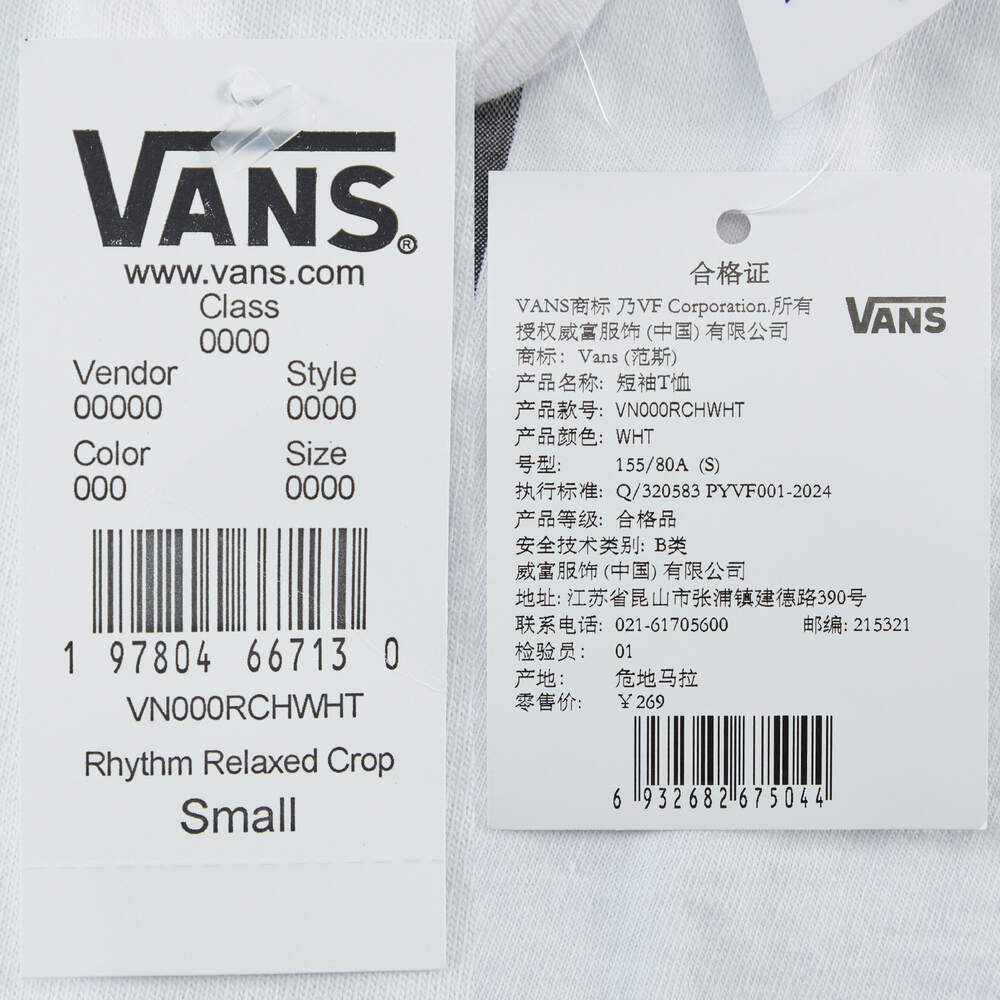 VANS®
www.vans.com
Class
0000
Vendor Style
00000 0000
Color Size
000 0000
1 97804 66713 0
VN000RCHWHT
Rhythm Relaxed Crop
Small
合格证
VANS商标 乃VF Corporation.所有
授权威富服饰 (中国) 有限公司
VANS
商标: Vans (范斯)
产品名称: 短袖T恤
产品款号: VN000RCHWHT
产品颜色: WHT
号型: 155/80A (S)
执行标准: Q/320583 PYVF001-2024
产品等级: 合格品
安全技术类别: B类
威富服饰 (中国) 有限公司
地址: 江苏省昆山市张浦镇建德路390号
联系电话: 021-61705600 邮编: 215321
检验员: 01
产地: 危地马拉
零售价: ¥269
6 932682 675044